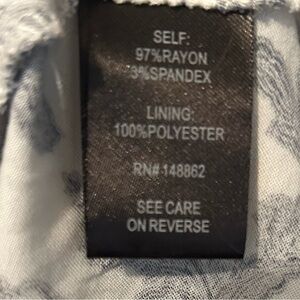 SELF:
97%RAYON
3%SPANDEX
LINING:
100%POLYESTER
RN# 148862
SEE CARE
ON REVERSE